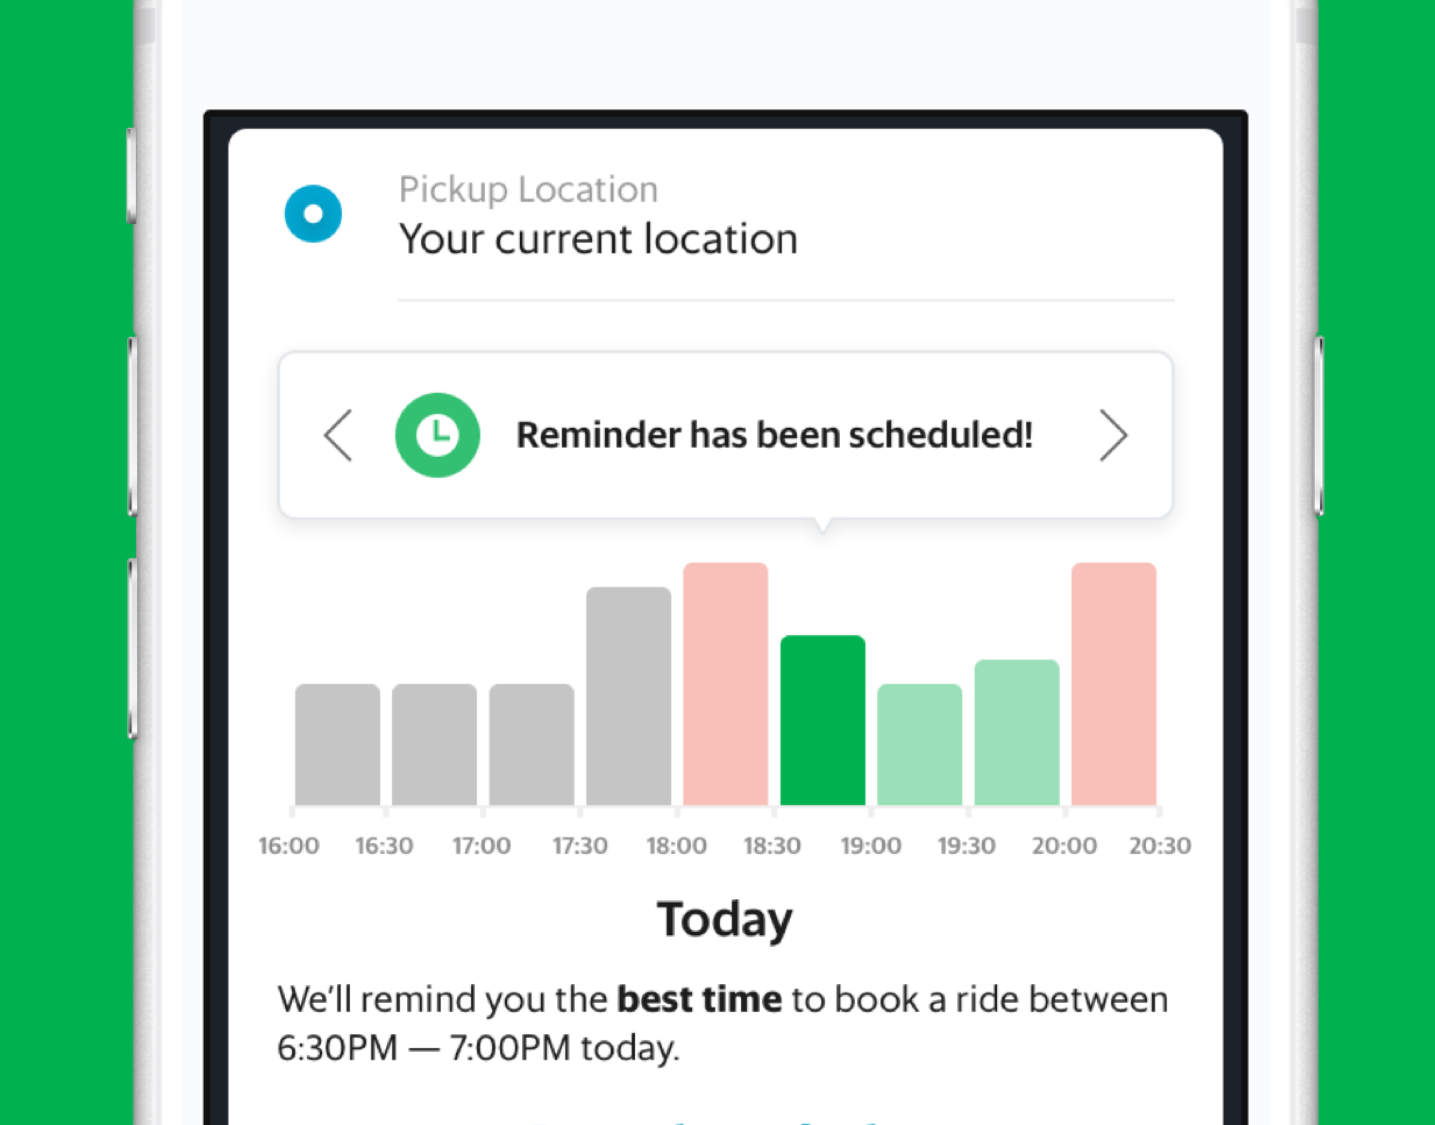 Pickup Location
Your current location
Reminder has been scheduled!
16:00 16:30 17:00 17:30 18:00 18:30 19:00 19:30 20:00 20:30
Today
We'll remind you the best time to book a ride between
6:30PM — 7:00PM today.